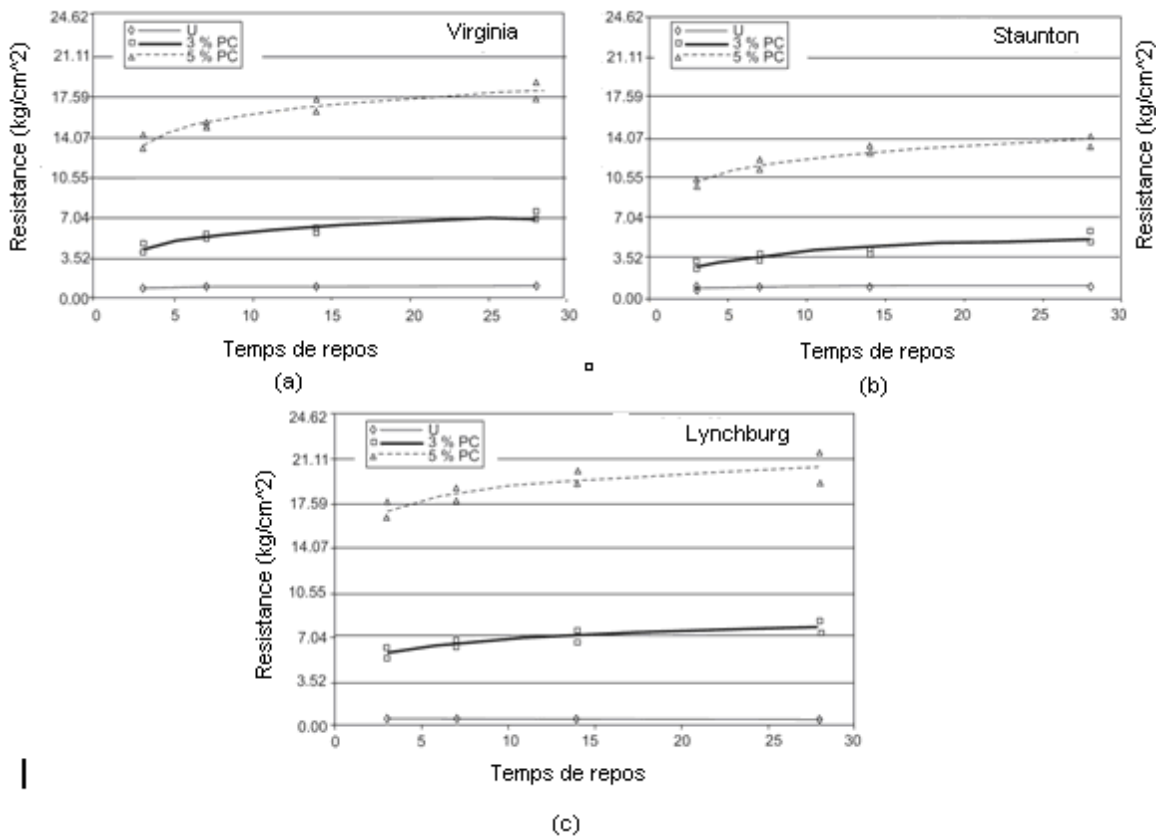 Virginia
U
3 % PC
5 % PC
Resistance (kg/cm^2)
24.62
21.11
17.59
14.07
10.55
7.04
3.52
0.00
0 5 10 15 20 25 30
Temps de repos
(a)
Staunton
U
3 % PC
5 % PC
Resistance (kg/cm^2)
24.62
21.11
17.59
14.07
10.55
7.04
3.52
0.00
0 5 10 15 20 25 30
Temps de repos
(b)
Lynchburg
U
3 % PC
5 % PC
Resistance (kg/cm^2)
24.62
21.11
17.59
14.07
10.55
7.04
3.52
0.00
0 5 10 15 20 25 30
Temps de repos
(c)